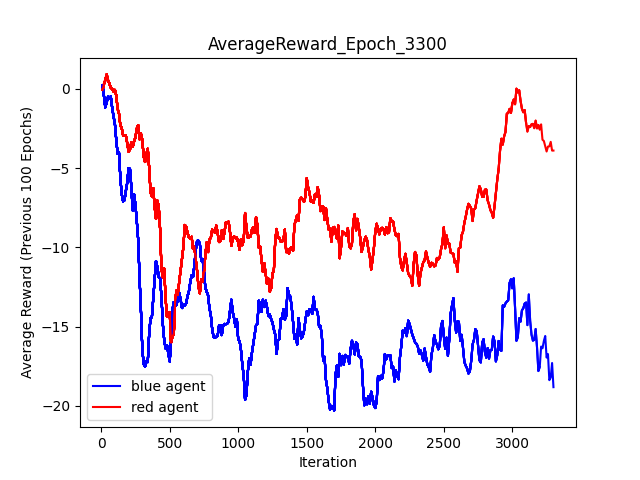 AverageReward_Epoch_3300
Average Reward (Previous 100 Epochs)
0
−5
−10
−15
−20
blue agent
red agent
0 500 1000 1500 2000 2500 3000
Iteration